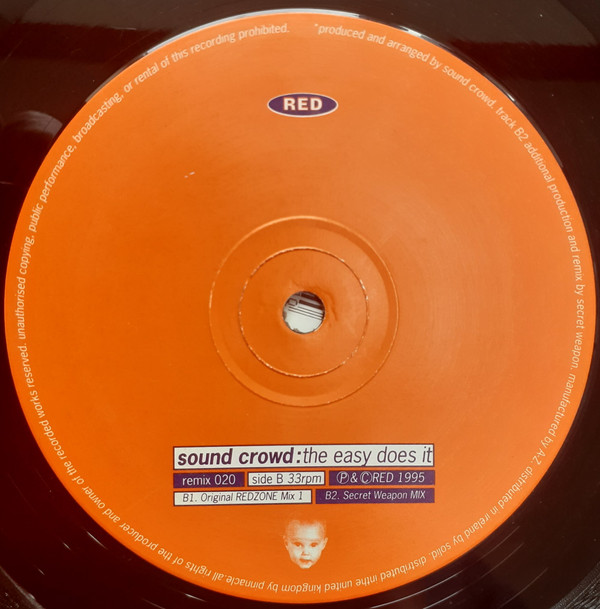 RED
*produced and arranged by sound crowd. track B2 additional production and remix by secret weapon. manufactured by A-Z. distributed in ireland by solid. distributed in the united kingdom by pinnacle.all rights of the producer and owner of the recorded works reserved. unauthorised copying, public performance, broadcasting, or rental of this recording prohibited.
sound crowd:the easy does it
remix 020 side B 33rpm Ⓟ & ©RED 1995
B1. Original REDZONE Mix 1 B2. Secret Weapon MIX